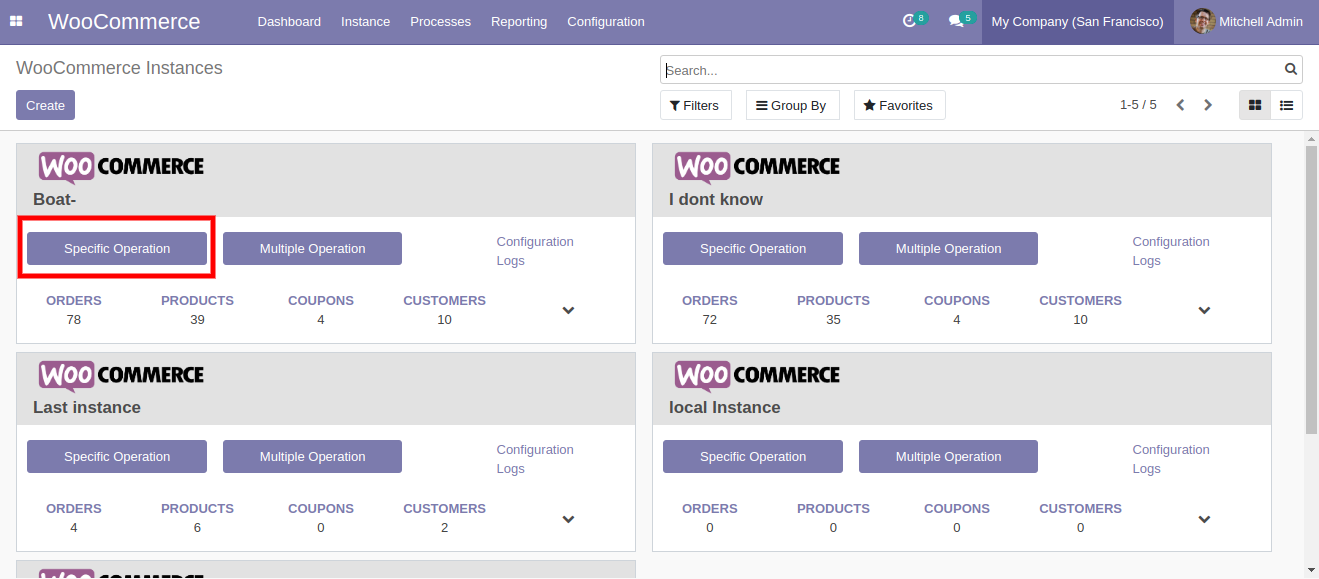 WooCommerce Dashboard Instance Processes Reporting Configuration 8 5 My Company (San Francisco) Mitchell Admin
WooCommerce Instances
Search...
Create
Filters Group By Favorites 1-5 / 5
WOO COMMERCE
Boat-
Specific Operation Multiple Operation Configuration
Logs
ORDERS PRODUCTS COUPONS CUSTOMERS
78 39 4 10
WOO COMMERCE
I dont know
Specific Operation Multiple Operation Configuration
Logs
ORDERS PRODUCTS COUPONS CUSTOMERS
72 35 4 10
WOO COMMERCE
Last instance
Specific Operation Multiple Operation Configuration
Logs
ORDERS PRODUCTS COUPONS CUSTOMERS
4 6 0 2
WOO COMMERCE
local Instance
Specific Operation Multiple Operation Configuration
Logs
ORDERS PRODUCTS COUPONS CUSTOMERS
0 0 0 0
WOO COMMERCE